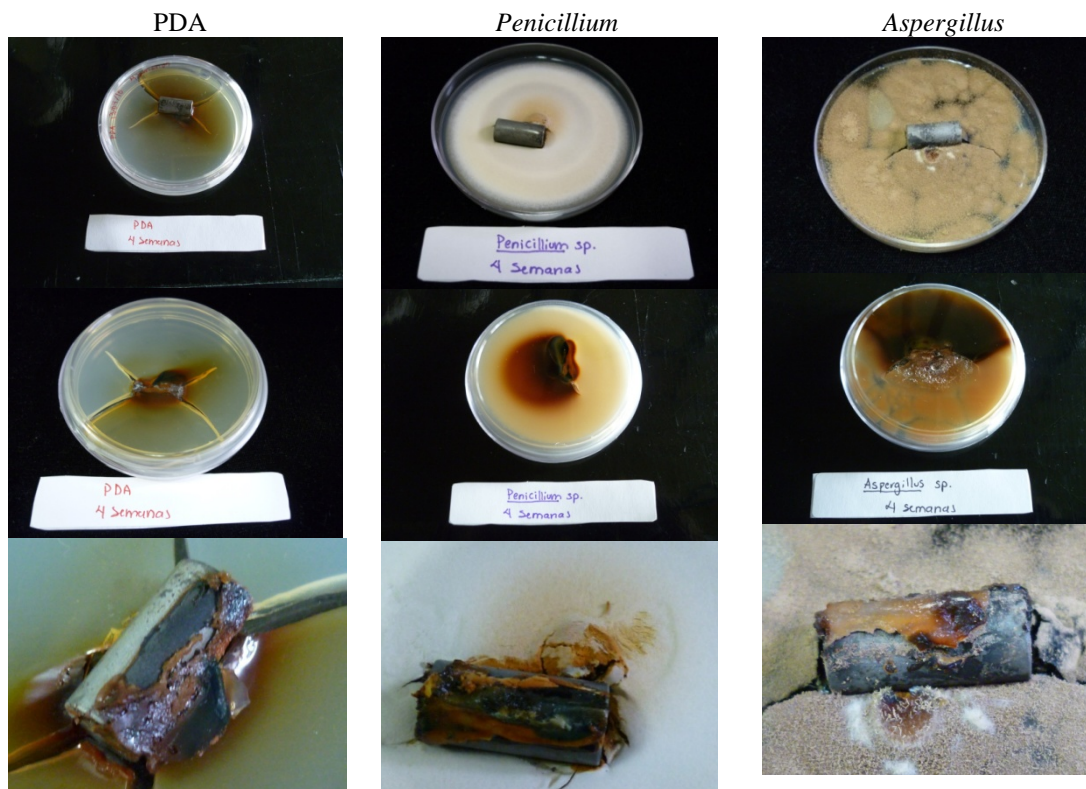 PDA
Penicillium
Aspergillus
PDA
4 Semanas
Penicillium sp.
4 Semanas
PDA
4 Semanas
Penicillium sp.
4 Semanas
Aspergillus sp.
4 Semanas